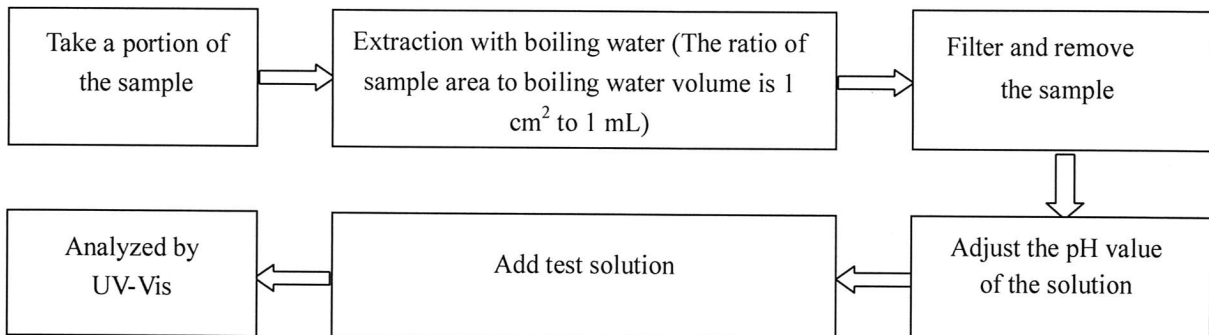 Take a portion of
the sample
Extraction with boiling water (The ratio of
sample area to boiling water volume is 1
cm² to 1 mL)
Filter and remove
the sample
Adjust the pH value
of the solution
Add test solution
Analyzed by
UV-Vis